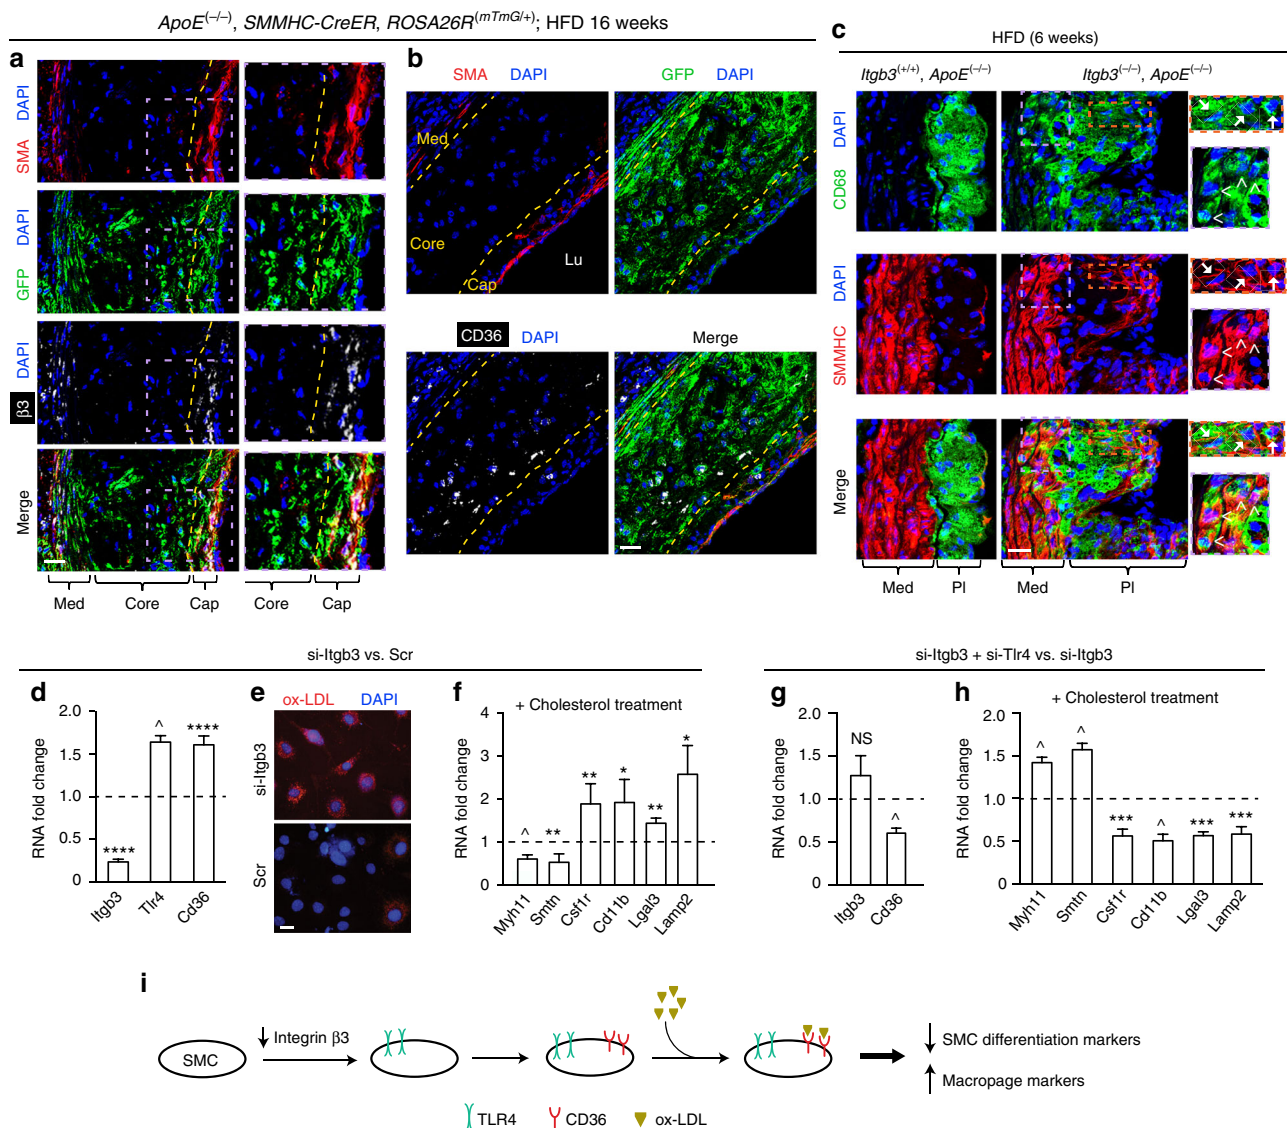 ApoE(–/–), SMMHC-CreER, ROSA26R(mTmG/+); HFD 16 weeks
a
SMA DAPI
GFP DAPI
β3 DAPI
Merge
Med Core Cap Core Cap
b
SMA DAPI
GFP DAPI
Med
Core
Cap
Lu
CD36 DAPI
Merge
c
HFD (6 weeks)
Itgb3(+/+), ApoE(–/–)
Itgb3(–/–), ApoE(–/–)
CD68 DAPI
SMMHC DAPI
Merge
Med Pl Med Pl
^ ^
<
<
^ ^
<
<
^ ^
<
<
si-Itgb3 vs. Scr
d
RNA fold change
2.0
1.5
1.0
0.5
0
****
^
****
Itgb3
Tlr4
Cd36
e
ox-LDL DAPI
si-Itgb3
Scr
f
+ Cholesterol treatment
RNA fold change
4
3
2
1
0
^
**
**
*
**
*
Myh11
Smtn
Csf1r
Cd11b
Lgat3
Lamp2
si-Itgb3 + si-Tlr4 vs. si-Itgb3
g
RNA fold change
2.0
1.5
1.0
0.5
0
NS
^
Itgb3
Cd36
h
+ Cholesterol treatment
RNA fold change
2.0
1.5
1.0
0.5
0
^
^
***
^
***
***
Myh11
Smtn
Csf1r
Cd11b
Lgat3
Lamp2
i
SMC
Integrin β3
SMC differentiation markers
Macropage markers
TLR4 CD36 ox-LDL